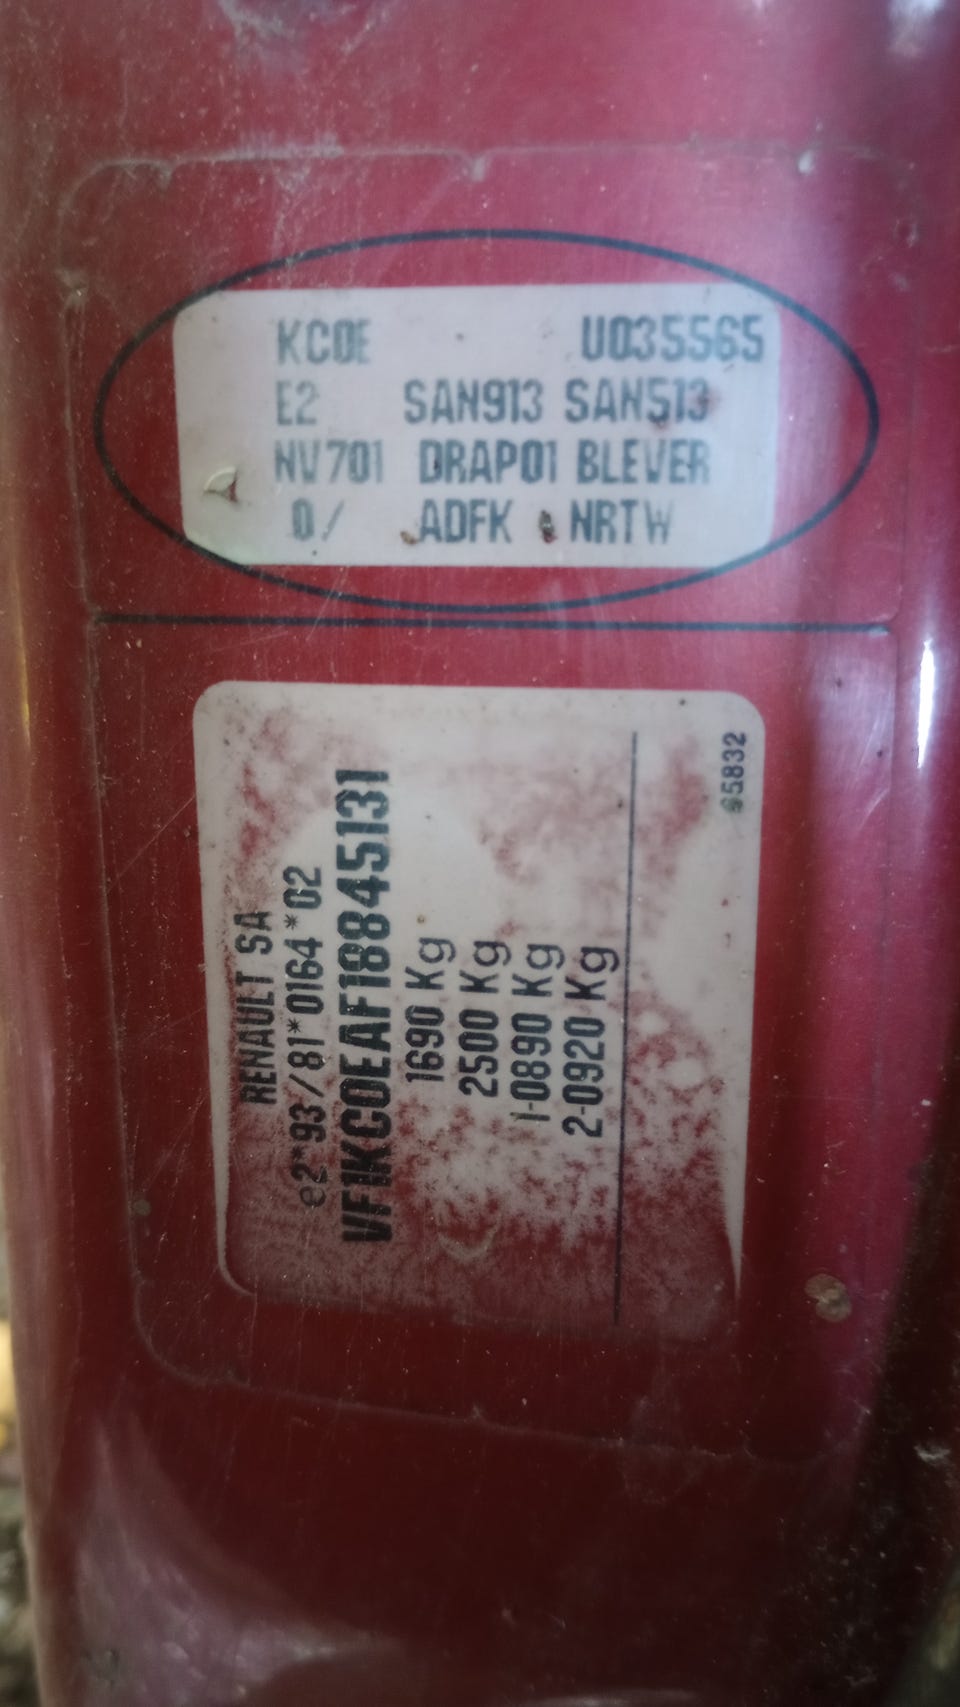 KC0E U035565
E2 SAN913 SAN513
NV701 DRAP01 BLEVER
0/ ADFK NRTW
RENAULT SA
e2*93/81*0164*02
VF1KC0EAF18845131
1690 Kg
2500 Kg
1-0890 Kg
2-0920 Kg
65832